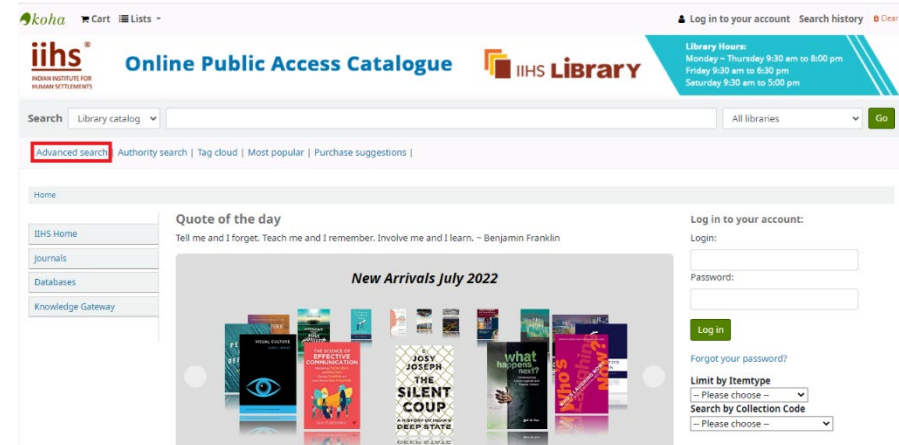 koha Cart Lists
Log in to your account Search history Clear
iihs®
INDIAN INSTITUTE FOR
HUMAN SETTLEMENTS
Online Public Access Catalogue
IIHS LiBrarY
Library Hours:
Monday ~ Thursday 9:30 am to 8:00 pm
Friday 9:30 am to 6:30 pm
Saturday 9:30 am to 5:00 pm
Search Library catalog All libraries Go
Advanced search | Authority search | Tag cloud | Most popular | Purchase suggestions |
Home
IIHS Home
Journals
Databases
Knowledge Gateway
Quote of the day
Tell me and I forget. Teach me and I remember. Involve me and I learn. ~ Benjamin Franklin
New Arrivals July 2022
VISUAL CULTURE
THE SCIENCE OF
EFFECTIVE
COMMUNICATION
JOSY
JOSEPH
THE
SILENT
COUP
A HISTORY OF INDIA'S
DEEP STATE
what
happens
next?
Log in to your account:
Login:
Password:
Log in
Forgot your password?
Limit by Itemtype
-- Please choose --
Search by Collection Code
-- Please choose --